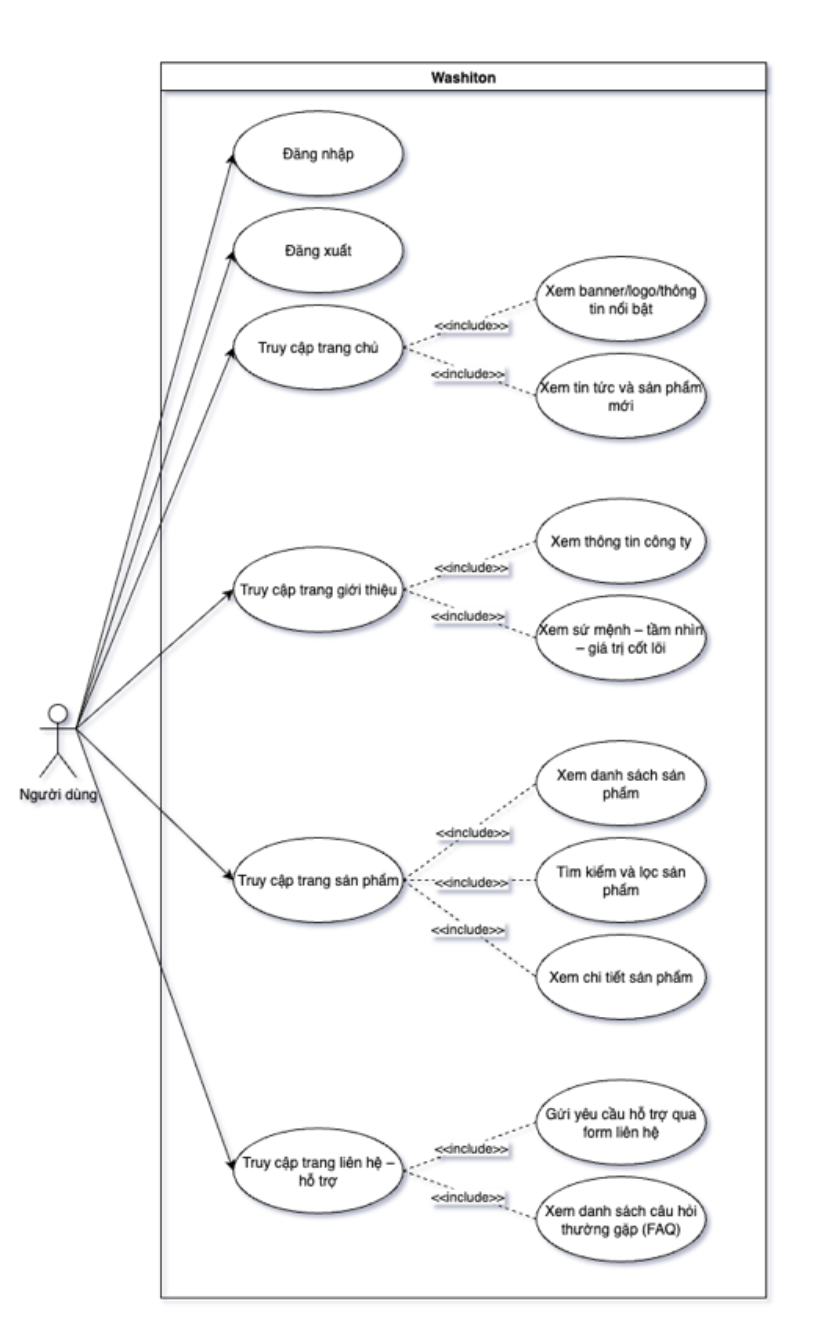 Washiton
Đăng nhập
Đăng xuất
Truy cập trang chủ
<<include>>
Xem banner/logo/thông
tin nổi bật
<<include>>
Xem tin tức và sản phẩm
mới
Truy cập trang giới thiệu
<<include>>
Xem thông tin công ty
<<include>>
Xem sứ mệnh – tầm nhìn
– giá trị cốt lõi
Người dùng
Truy cập trang sản phẩm
<<include>>
Xem danh sách sản
phẩm
<<include>>
Tìm kiếm và lọc sản
phẩm
<<include>>
Xem chi tiết sản phẩm
Truy cập trang liên hệ –
hỗ trợ
<<include>>
Gửi yêu cầu hỗ trợ qua
form liên hệ
<<include>>
Xem danh sách câu hỏi
thường gặp (FAQ)